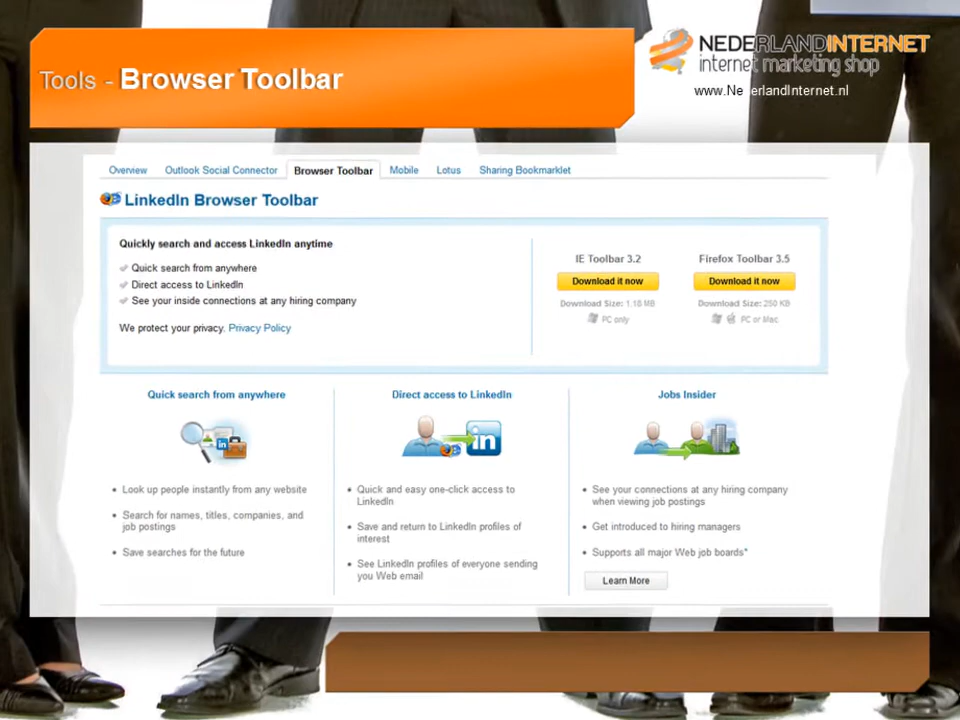 Tools - Browser Toolbar
NEDERLANDINTERNET
internet marketing shop
www.NederlandInternet.nl
Overview Outlook Social Connector Browser Toolbar Mobile Lotus Sharing Bookmarklet
LinkedIn Browser Toolbar
Quickly search and access LinkedIn anytime
Quick search from anywhere
Direct access to LinkedIn
See your inside connections at any hiring company
We protect your privacy. Privacy Policy
IE Toolbar 3.2
Download it now
Download Size: 1.18 MB
PC only
Firefox Toolbar 3.5
Download it now
Download Size: 250 KB
PC or Mac
Quick search from anywhere
in
• Look up people instantly from any website
• Search for names, titles, companies, and
job postings
• Save searches for the future
Direct access to LinkedIn
in
• Quick and easy one-click access to
LinkedIn
• Save and return to LinkedIn profiles of
interest
• See LinkedIn profiles of everyone sending
you Web email
Jobs Insider
• See your connections at any hiring company
when viewing job postings
• Get introduced to hiring managers
• Supports all major Web job boards*
Learn More